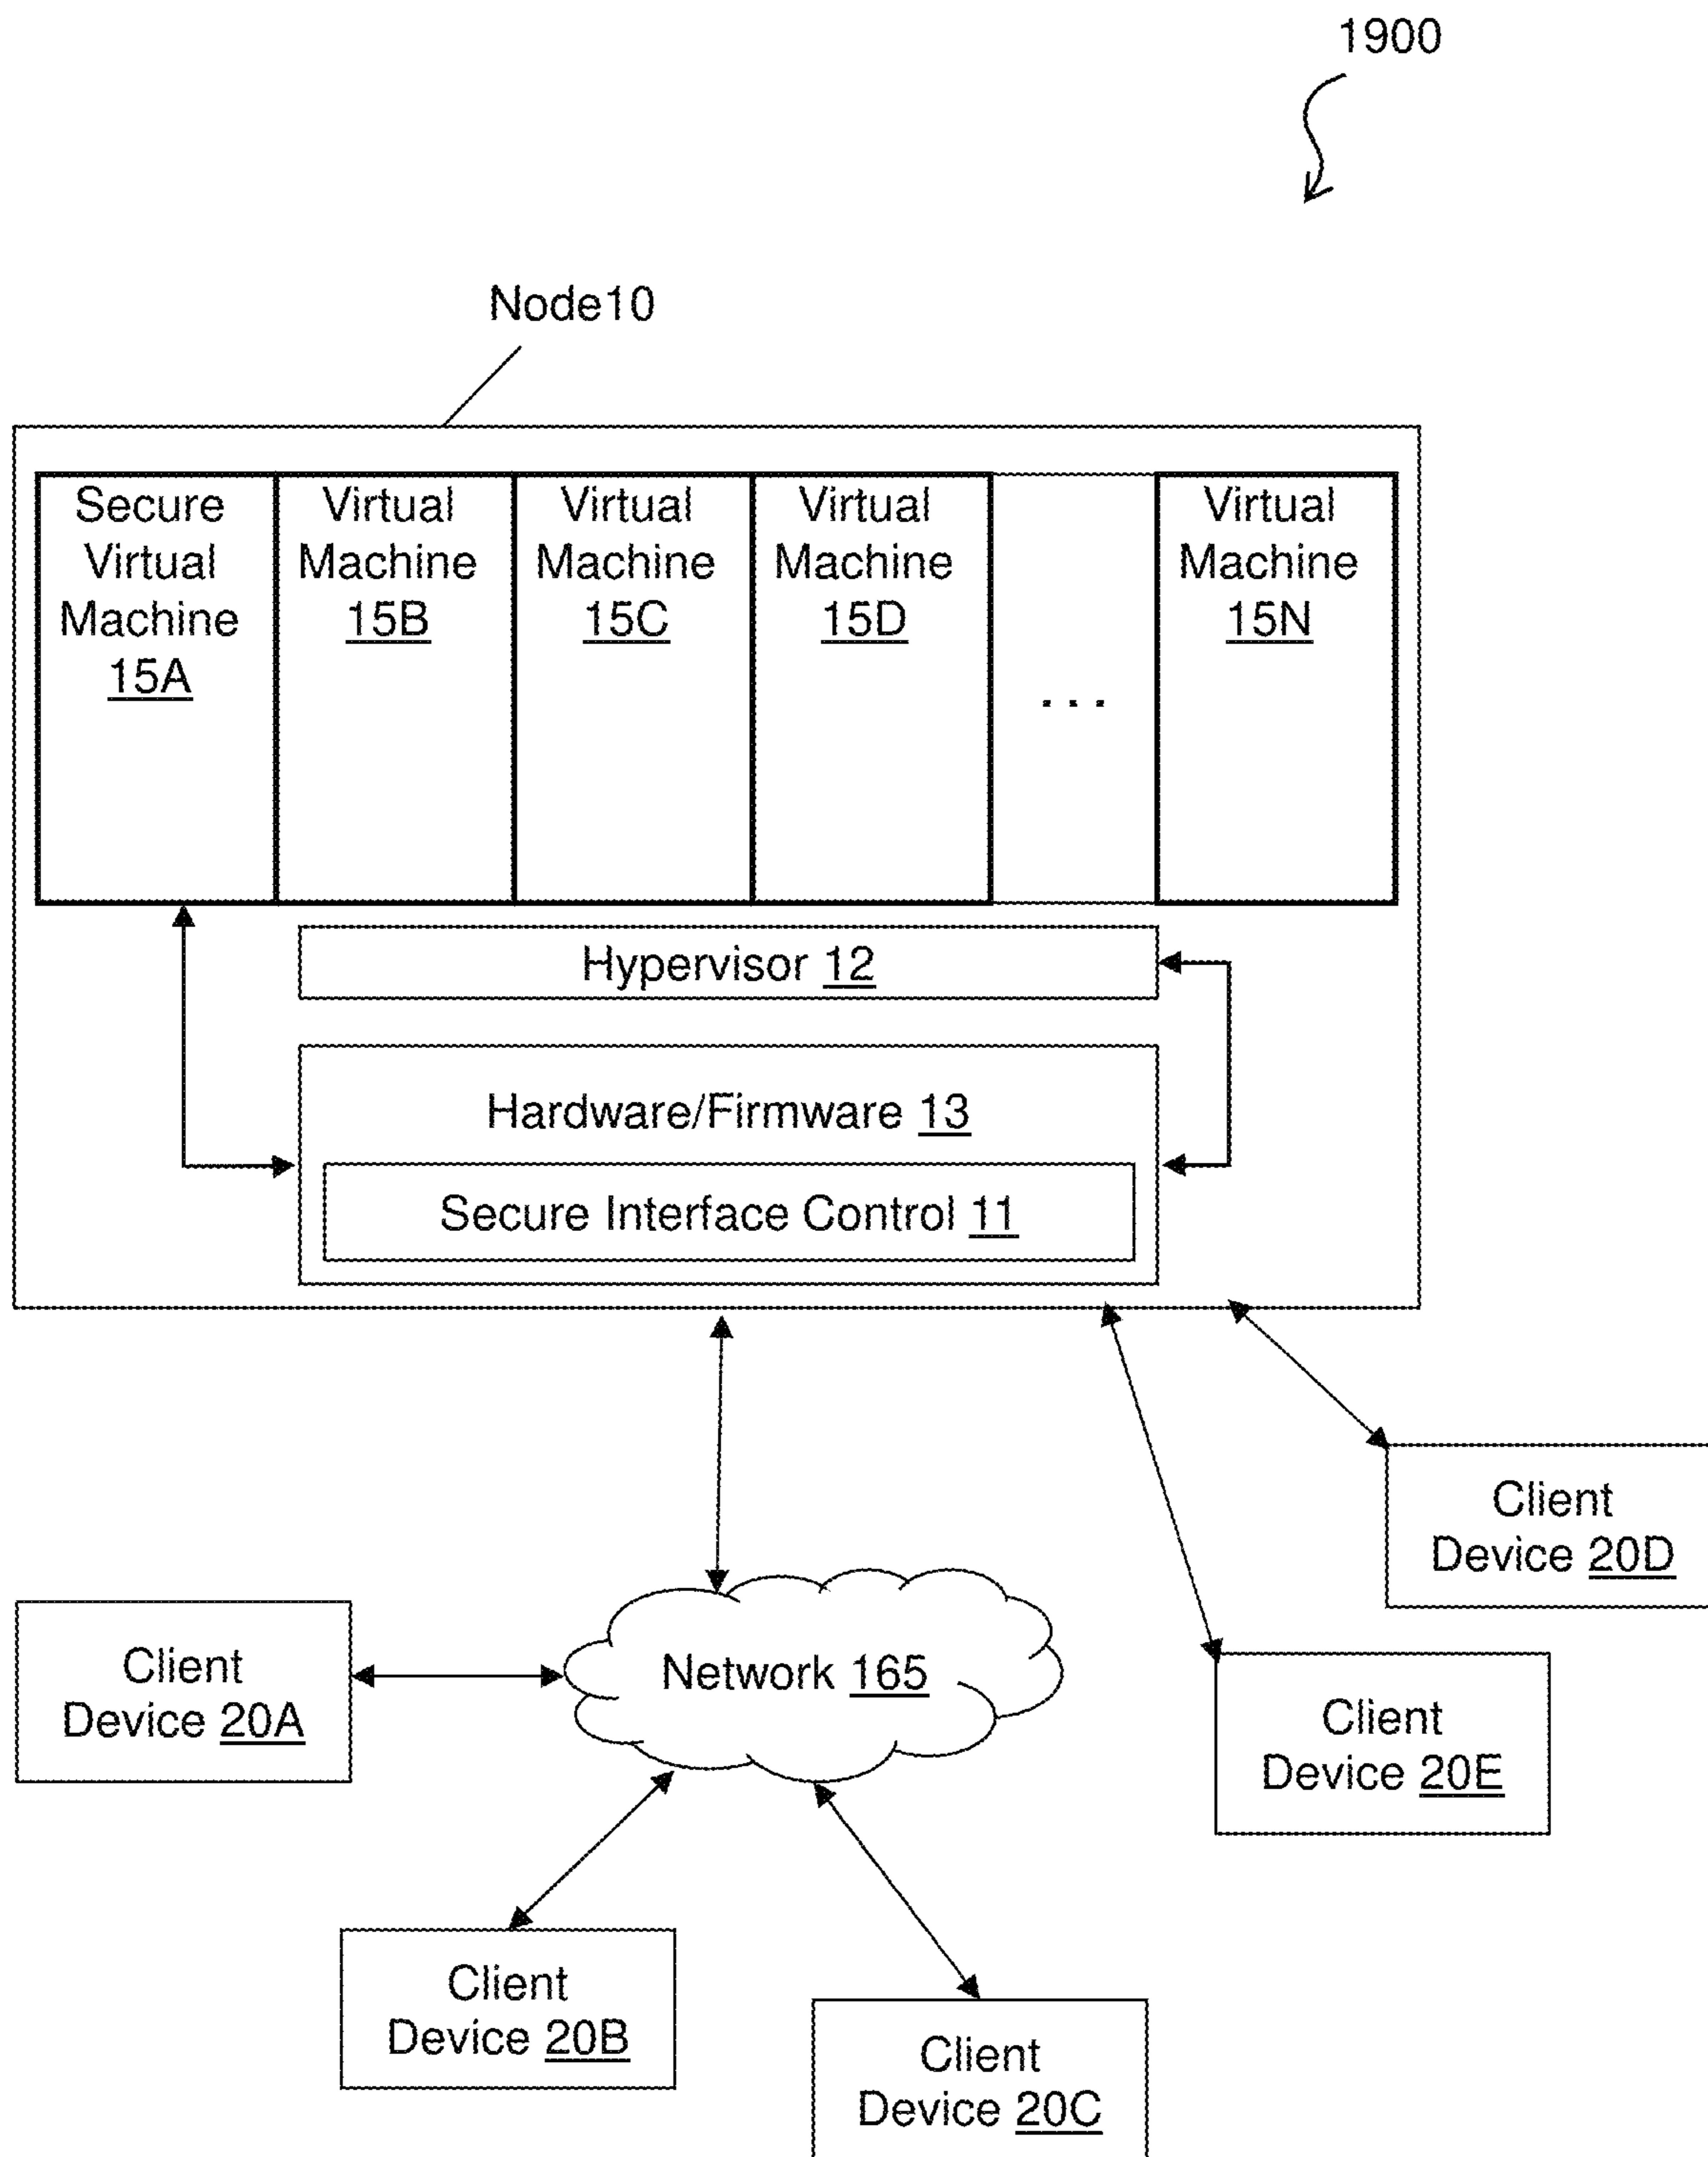 1900
Node10
Secure
Virtual
Machine
15A
Virtual
Machine
15B
Virtual
Machine
15C
Virtual
Machine
15D
...
Virtual
Machine
15N
Hypervisor 12
Hardware/Firmware 13
Secure Interface Control 11
Client
Device 20D
Client
Device 20A
Network 165
Client
Device 20E
Client
Device 20B
Client
Device 20C